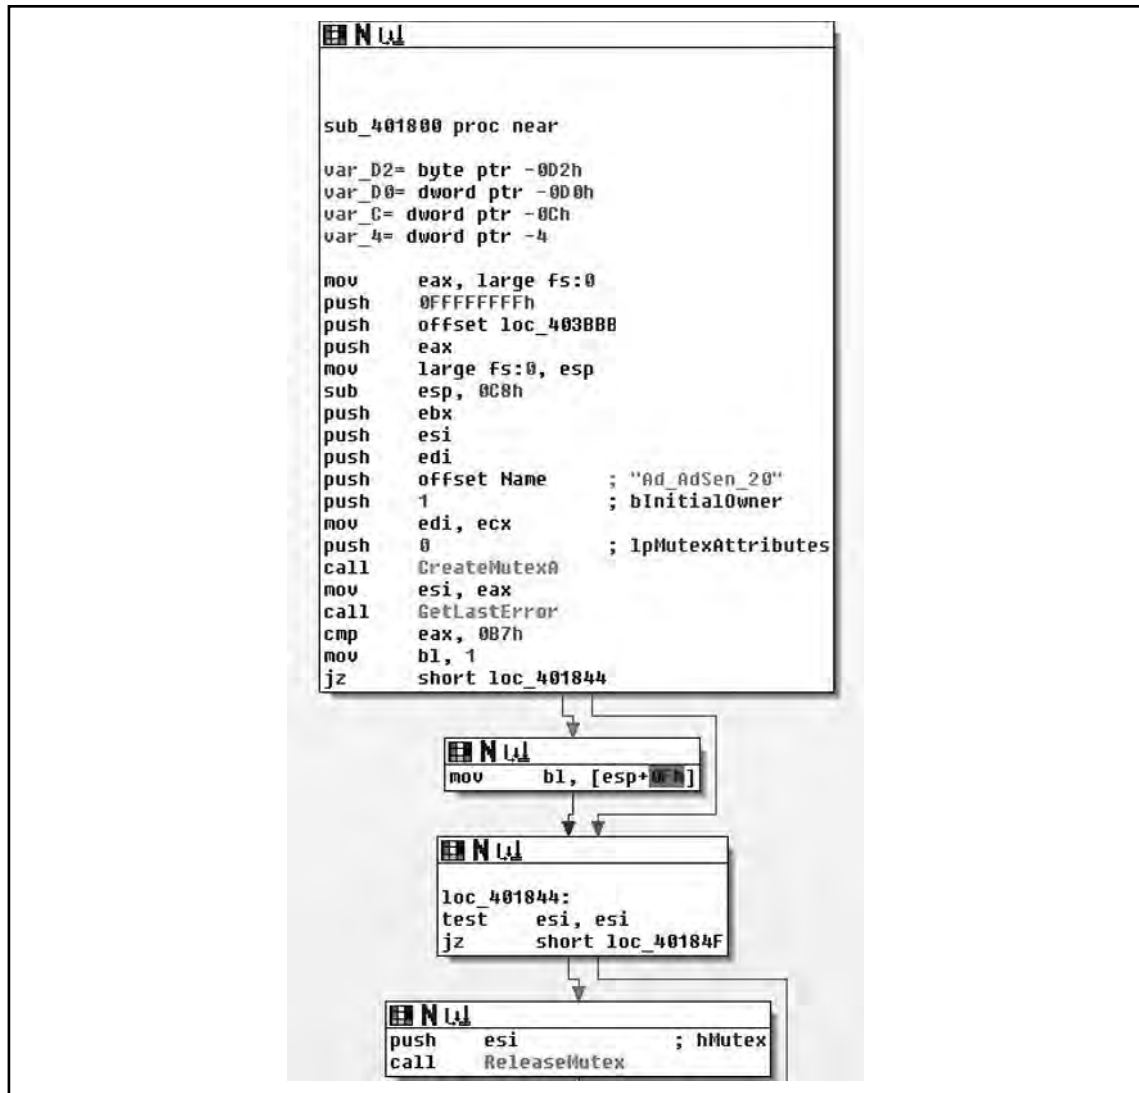 N
sub_401800 proc near
var_D2= byte ptr -0D2h
var_D0= dword ptr -0D0h
var_C= dword ptr -0Ch
var_4= dword ptr -4
mov eax, large fs:0
push 0FFFFFFFFh
push offset loc_403BBB
push eax
mov large fs:0, esp
sub esp, 0C8h
push ebx
push esi
push edi
push offset Name ; "Ad_AdSen_20"
push 1 ; bInitialOwner
mov edi, ecx
push 0 ; lpMutexAttributes
call CreateMutexA
mov esi, eax
call GetLastError
cmp eax, 0B7h
mov bl, 1
jz short loc_401844
N
mov bl, [esp+0Fh]
N
loc_401844:
test esi, esi
jz short loc_40184F
N
push esi ; hMutex
call ReleaseMutex